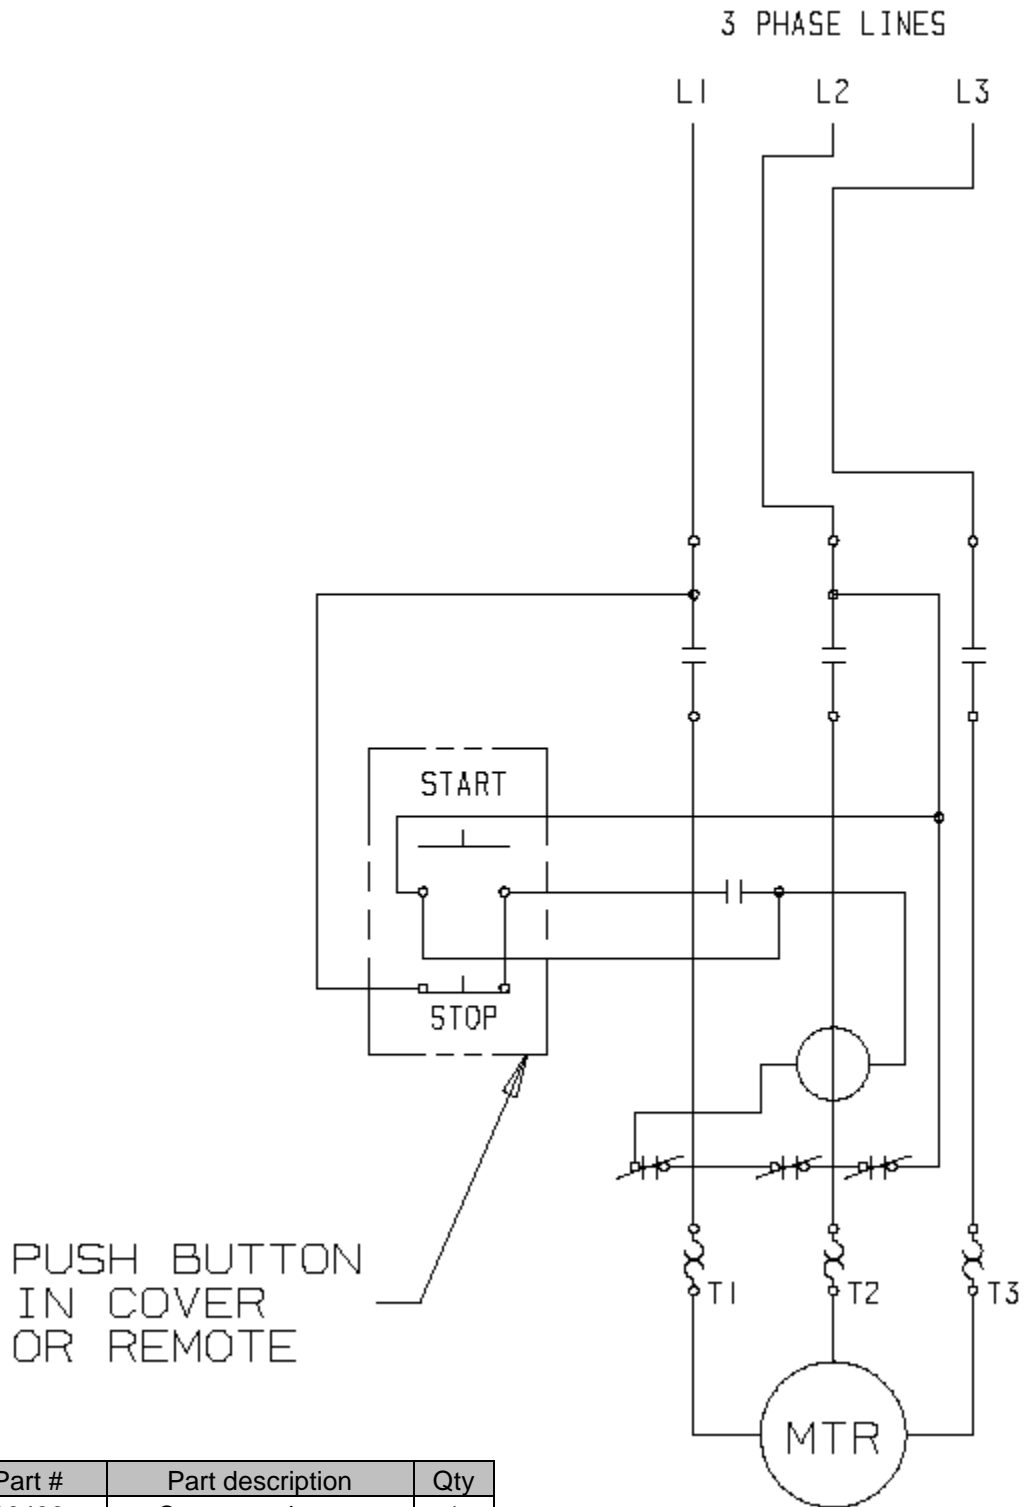 3 PHASE LINES
L1 L2 L3
START
STOP
PUSH BUTTON
IN COVER
OR REMOTE
T1 T2 T3
MTR
Part # Part description Qty